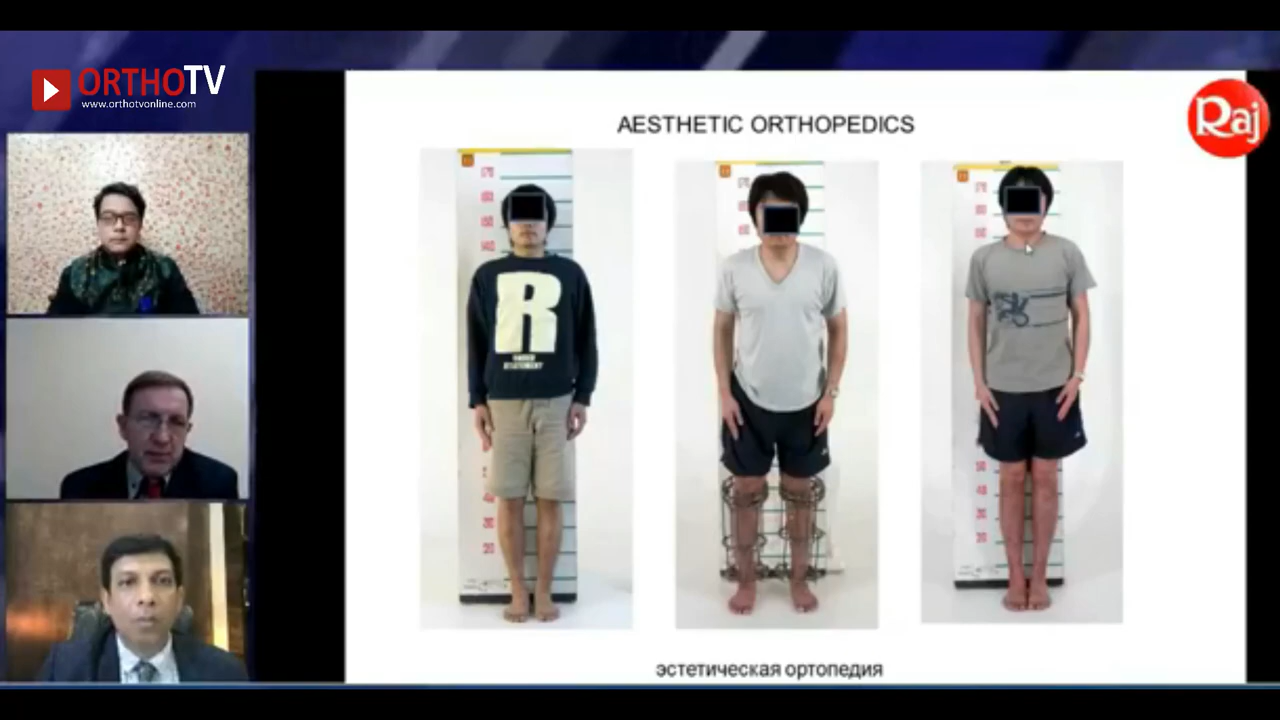 ORTHOTV
www.orthotvonline.com
Raj
AESTHETIC ORTHOPEDICS
R
эстетическая ортопедия